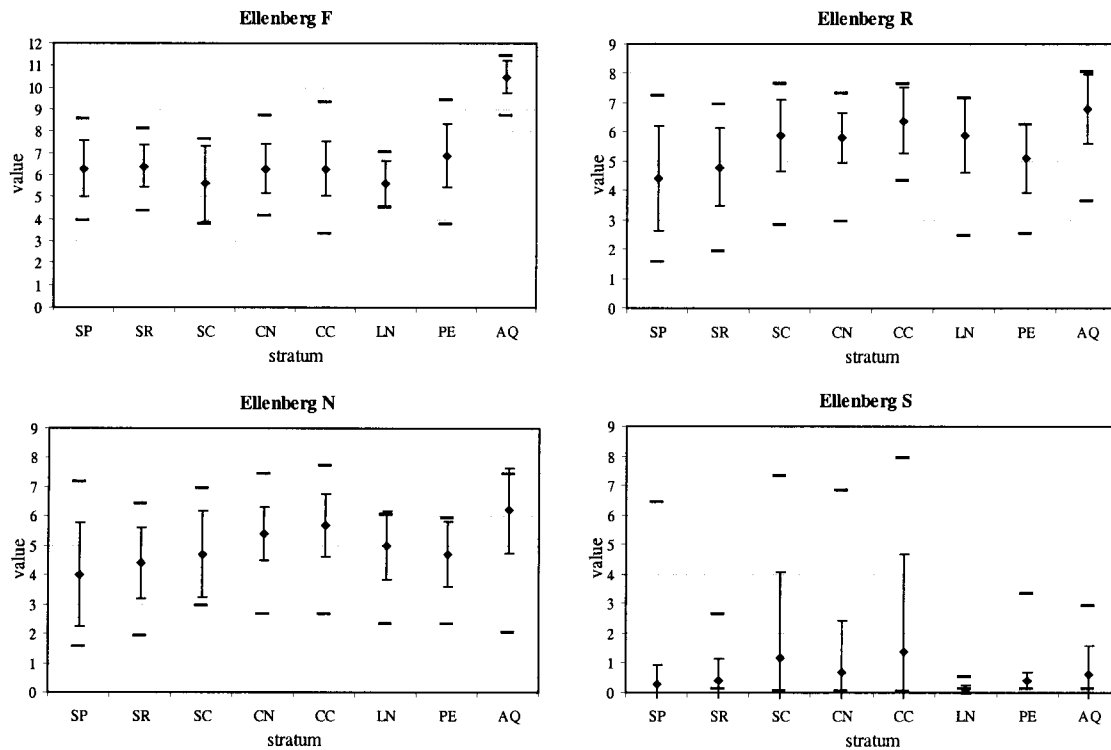 Ellenberg F
12
11
10
9
8
7
6
5
4
3
2
1
0
value
SP SR SC CN CC LN PE AQ
stratum
Ellenberg R
9
8
7
6
5
4
3
2
1
0
value
SP SR SC CN CC LN PE AQ
stratum
Ellenberg N
9
8
7
6
5
4
3
2
1
0
value
SP SR SC CN CC LN PE AQ
stratum
Ellenberg S
9
8
7
6
5
4
3
2
1
0
value
SP SR SC CN CC LN PE AQ
stratum